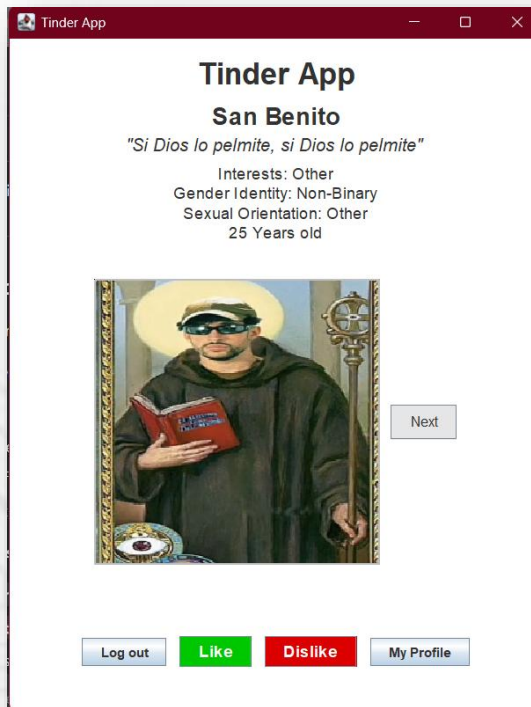 Tinder App
Tinder App
San Benito
"Si Dios lo pelmite, si Dios lo pelmite"
Interests: Other
Gender Identity: Non-Binary
Sexual Orientation: Other
25 Years old
Next
Log out
Like
Dislike
My Profile